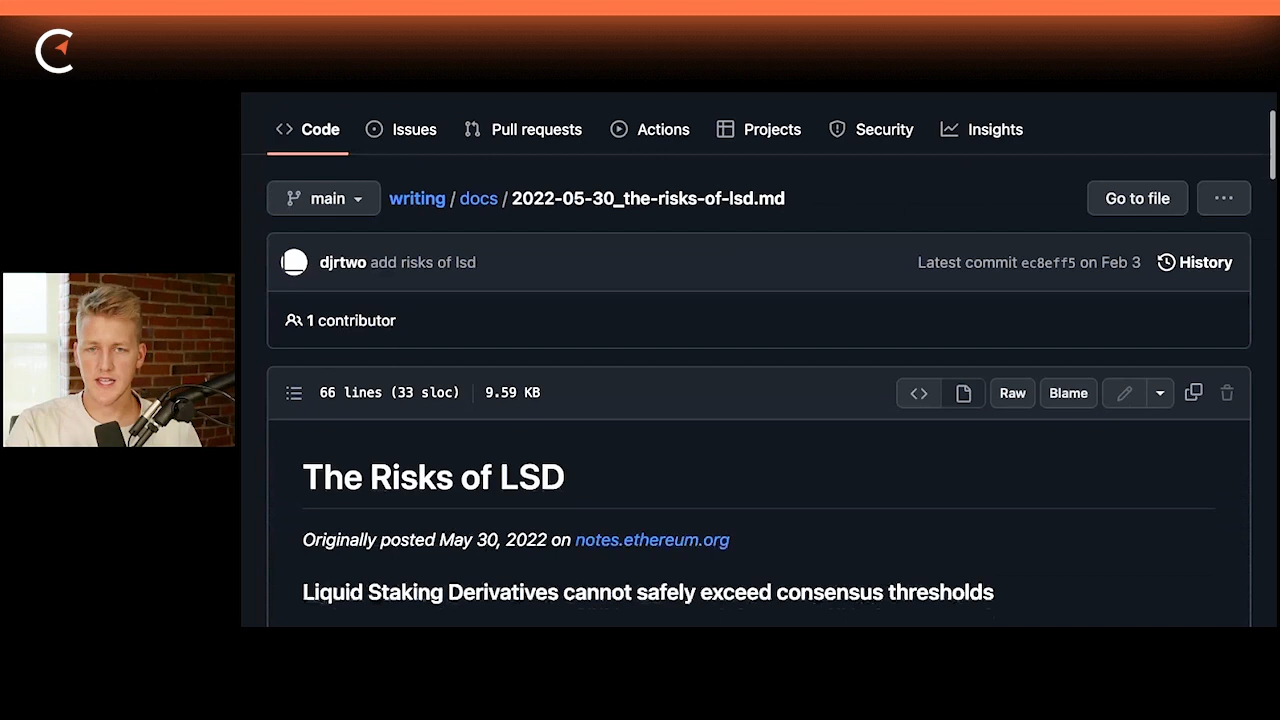 Code Issues Pull requests Actions Projects Security Insights
main writing / docs / 2022-05-30_the-risks-of-lsd.md Go to file
djrtwo add risks of lsd Latest commit ec8eff5 on Feb 3 History
1 contributor
66 lines (33 sloc) 9.59 KB Raw Blame
The Risks of LSD
Originally posted May 30, 2022 on notes.ethereum.org
Liquid Staking Derivatives cannot safely exceed consensus thresholds